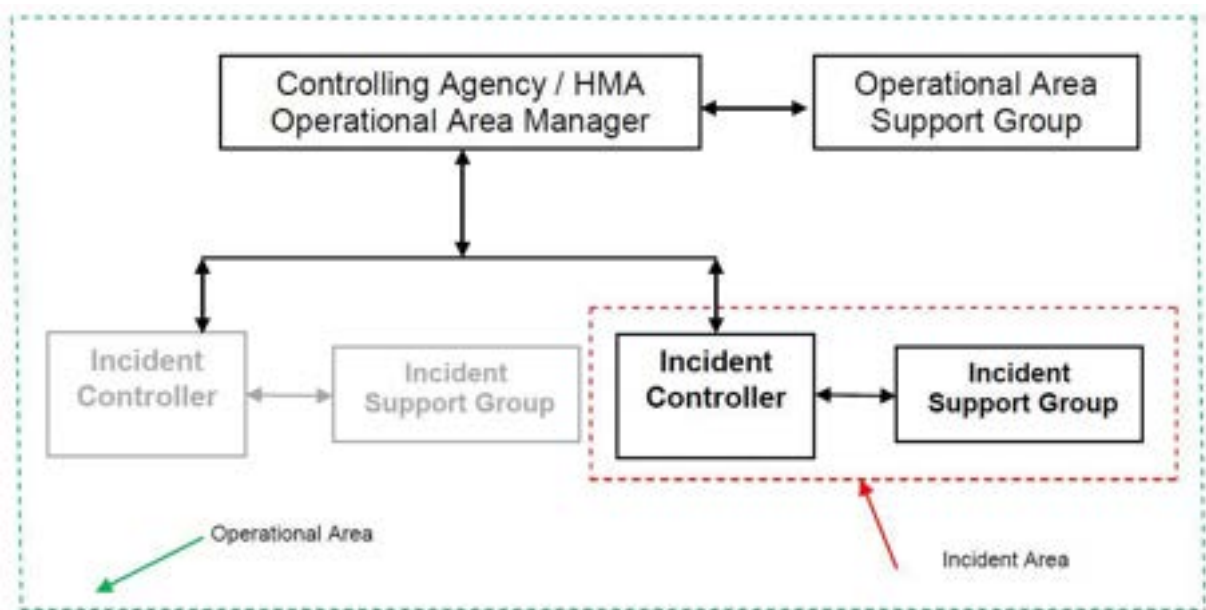 Controlling Agency / HMA
Operational Area Manager
Operational Area
Support Group
Incident
Controller
Incident
Support Group
Incident
Controller
Incident
Support Group
Operational Area
Incident Area